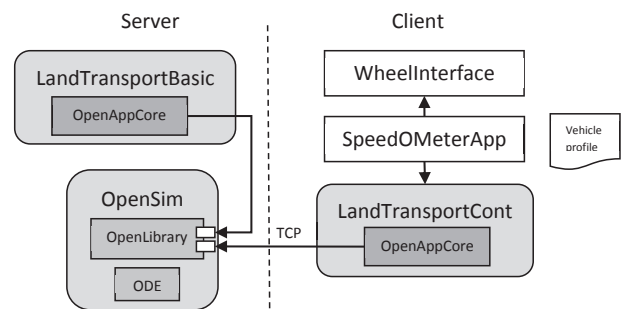 Server
Client
LandTransportBasic
OpenAppCore
WheelInterface
SpeedOMeterApp
Vehicle
profile
OpenSim
OpenLibrary
ODE
TCP
LandTransportCont
OpenAppCore